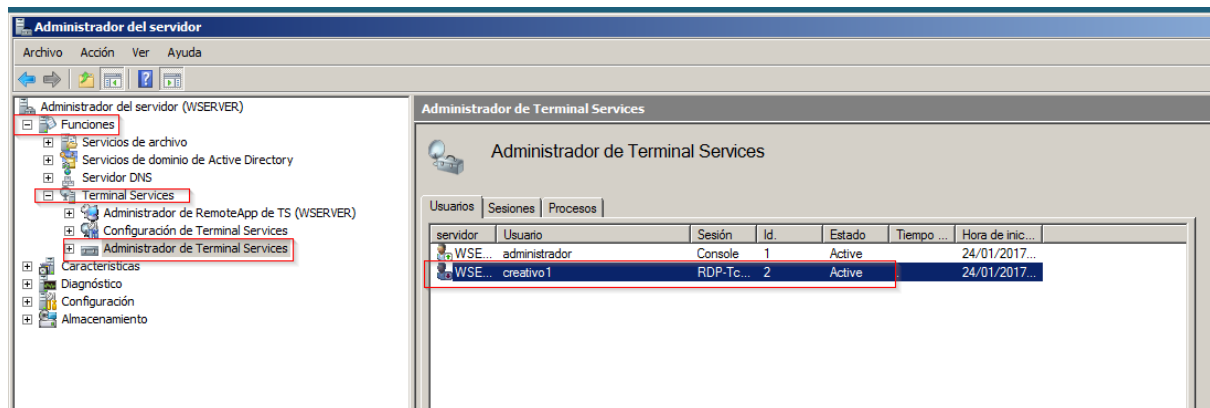 Administrador del servidor
Archivo Acción Ver Ayuda
Administrador del servidor (WSERVER)
Funciones
Servicios de archivo
Servicios de dominio de Active Directory
Servidor DNS
Terminal Services
Administrador de RemoteApp de TS (WSERVER)
Configuración de Terminal Services
Administrador de Terminal Services
Características
Diagnóstico
Configuración
Almacenamiento
Administrador de Terminal Services
Administrador de Terminal Services
Usuarios Sesiones Procesos
servidor Usuario Sesión Id. Estado Tiempo ... Hora de inic...
WSE... administrador Console 1 Active 24/01/2017...
WSE... creativo1 RDP-Tc... 2 Active . 24/01/2017...